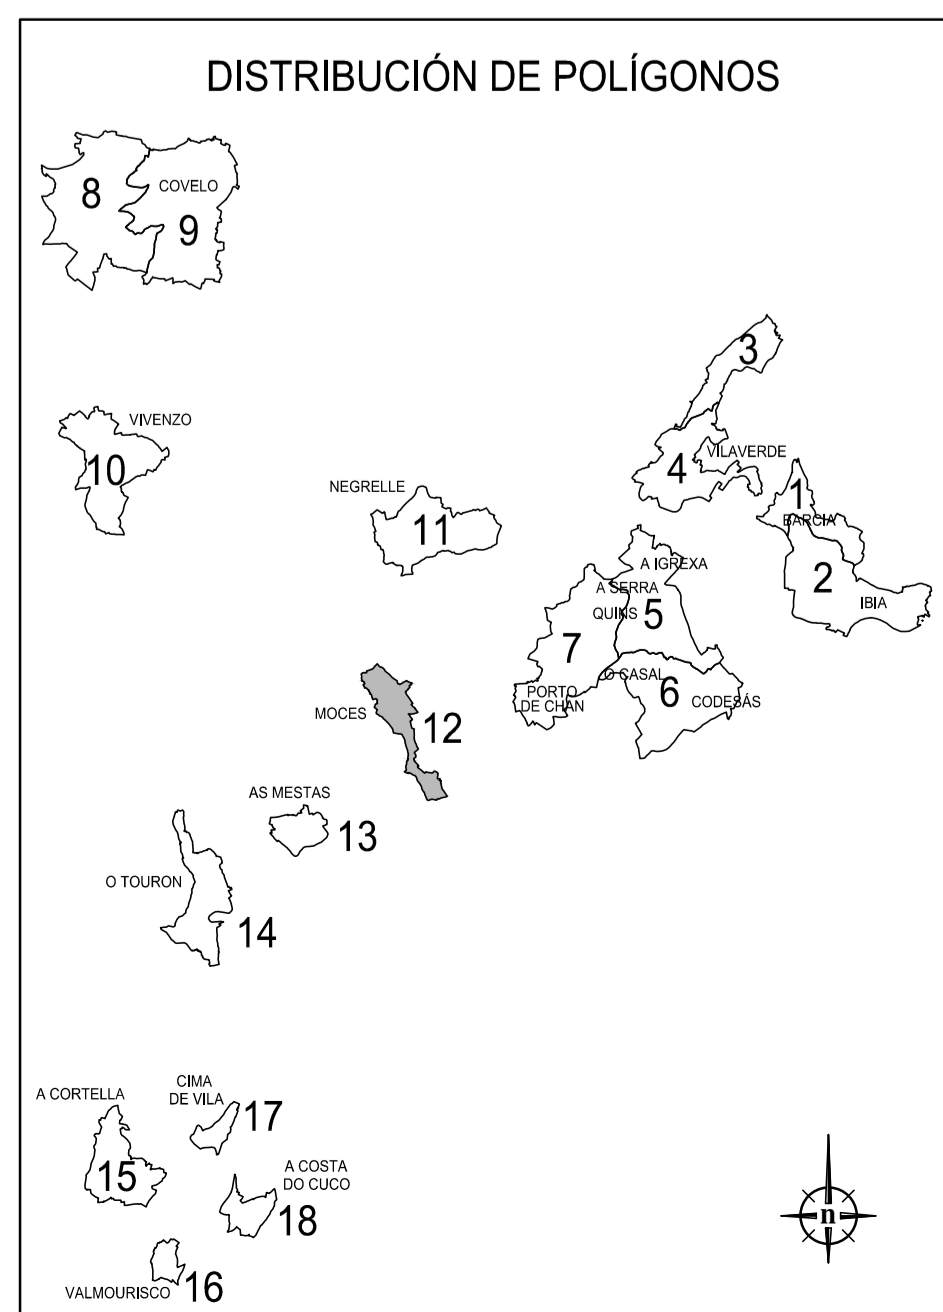 DISTRIBUCIÓN DE POLÍGONOS
8
COVELO
9
3
VIVENZO
10
4
VILAVERDE
NEGRELLE
11
1
BARCIA
2
IBIA
A IGREXA
A SERRA
QUINS
5
7
O CASAL
PORTO
DE CHAN
6
CODESÁS
MOCES
12
AS MESTAS
13
O TOURON
14
A CORTELLA
15
CIMA
DE VILA
17
A COSTA
DO CUCO
18
VALMOURISCO
16
n